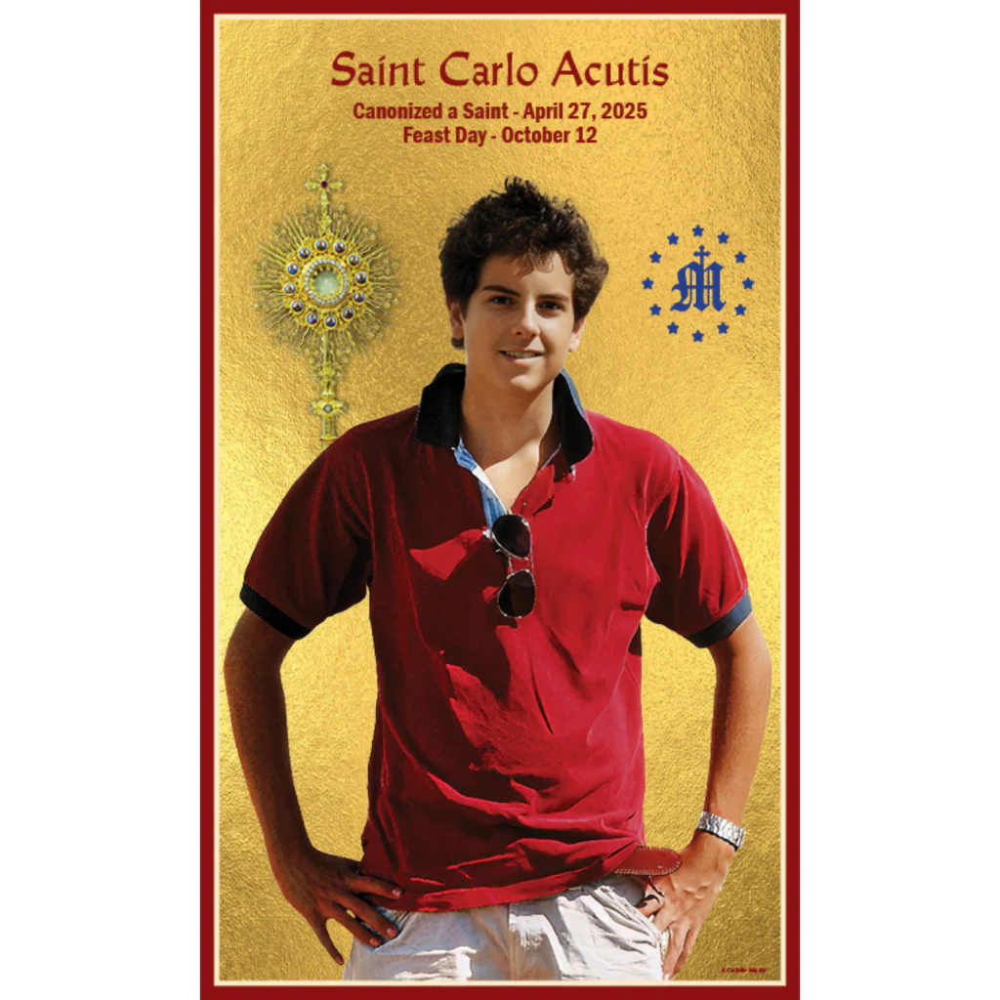 Saint Carlo Acutis
Canonized a Saint - April 27, 2025
Feast Day - October 12
M